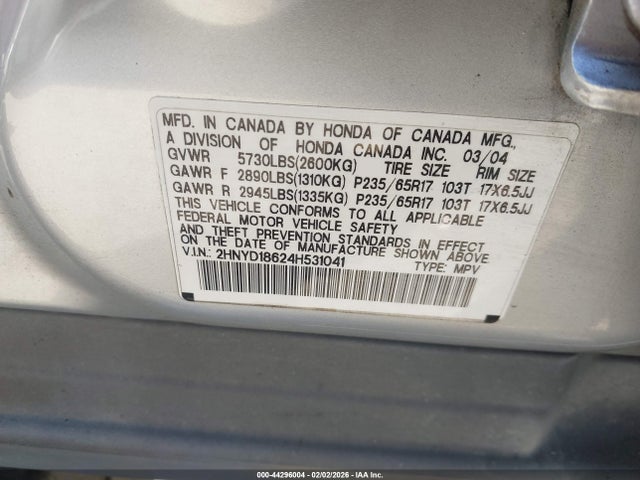 MFD. IN CANADA BY HONDA OF CANADA MFG.,
A DIVISION OF HONDA CANADA INC. 03/04
GVWR 5730LBS(2600KG) TIRE SIZE RIM SIZE
GAWR F 2890LBS(1310KG) P235/65R17 103T 17X6.5JJ
GAWR R 2945LBS(1335KG) P235/65R17 103T 17X6.5JJ
THIS VEHICLE CONFORMS TO ALL APPLICABLE
FEDERAL MOTOR VEHICLE SAFETY
AND THEFT PREVENTION STANDARDS IN EFFECT
ON THE DATE OF MANUFACTURE SHOWN ABOVE
V.I.N.: 2HNYD18624H531041 TYPE: MPV
000-44296004 - 02/02/2026 - IAAI.com